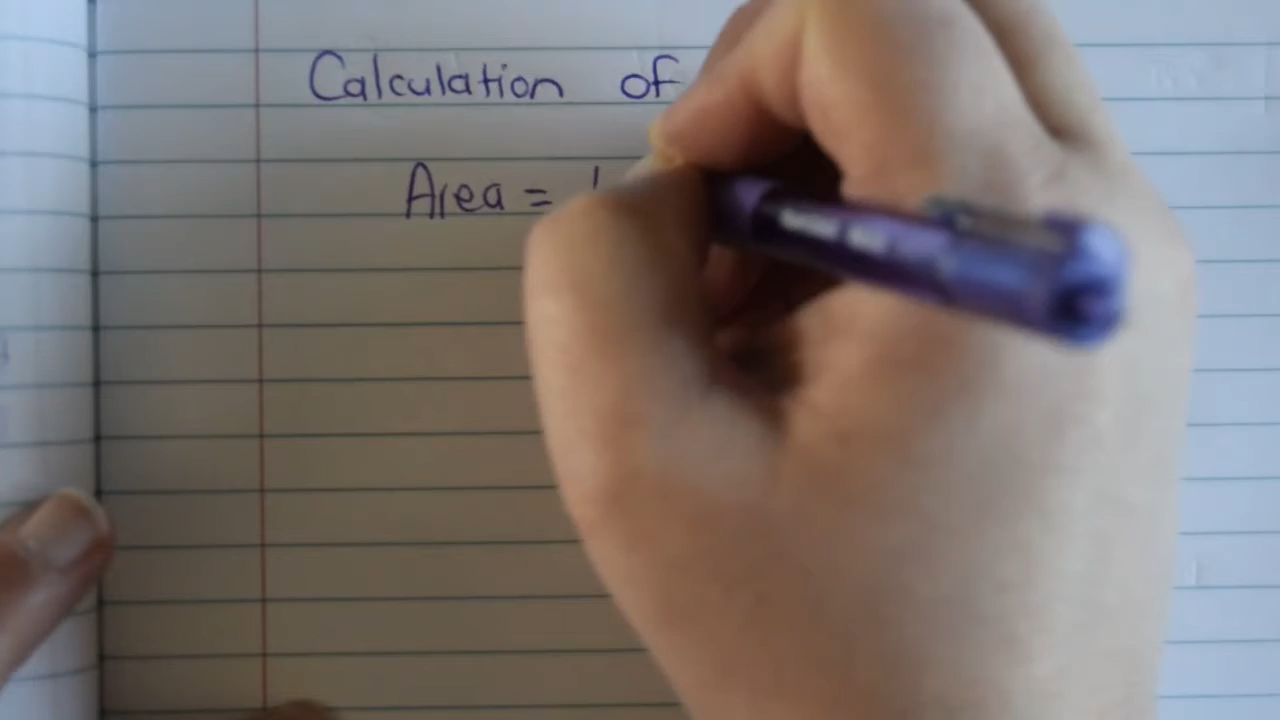 Calculation of
Area =